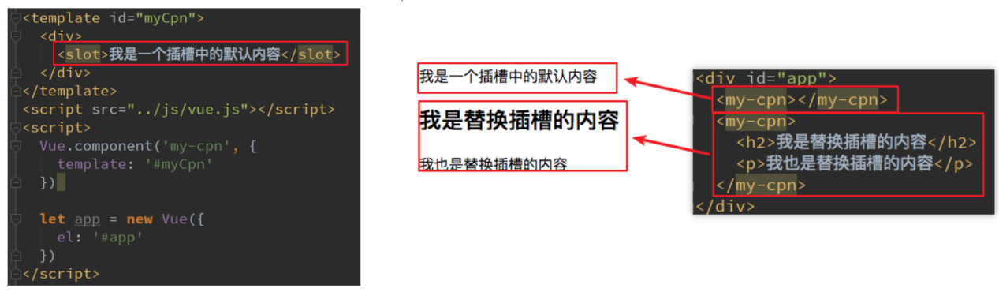 <template id="myCpn">
<div>
<slot>我是一个插槽中的默认内容</slot>
</div>
</template>
<script src="../js/vue.js"></script>
<script>
Vue.component('my-cpn', {
template: '#myCpn'
})
let app = new Vue({
el: '#app'
})
</script>
我是一个插槽中的默认内容
我是替换插槽的内容
我也是替换插槽的内容
<div id="app">
<my-cpn></my-cpn>
<my-cpn>
<h2>我是替换插槽的内容</h2>
<p>我也是替换插槽的内容</p>
</my-cpn>
</div>